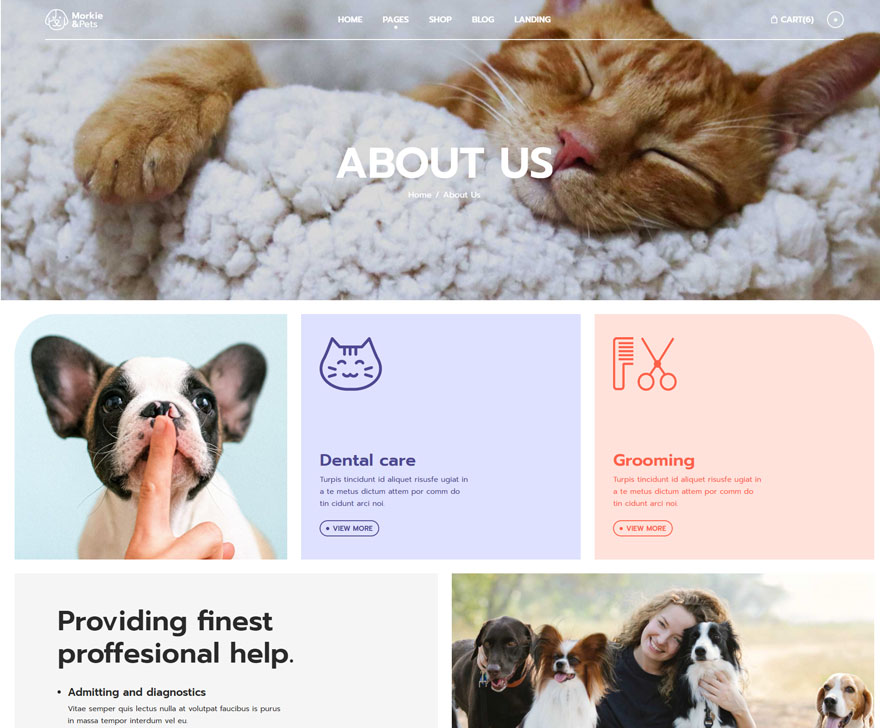 Markie
&Pets
HOME PAGES SHOP BLOG LANDING
CART(6)
ABOUT US
Home / About Us
Dental care
Turpis tincidunt id aliquet risusfe ugiat in
a te metus dictum attem por comm do
tin cidunt arci noi.
VIEW MORE
Grooming
Turpis tincidunt id aliquet risusfe ugiat in
a te metus dictum attem por comm do
tin cidunt arci noi.
VIEW MORE
Providing finest
proffesional help.
• Admitting and diagnostics
Vitae semper quis lectus nulla at volutpat faucibus is purus
in massa tempor interdum vel eu